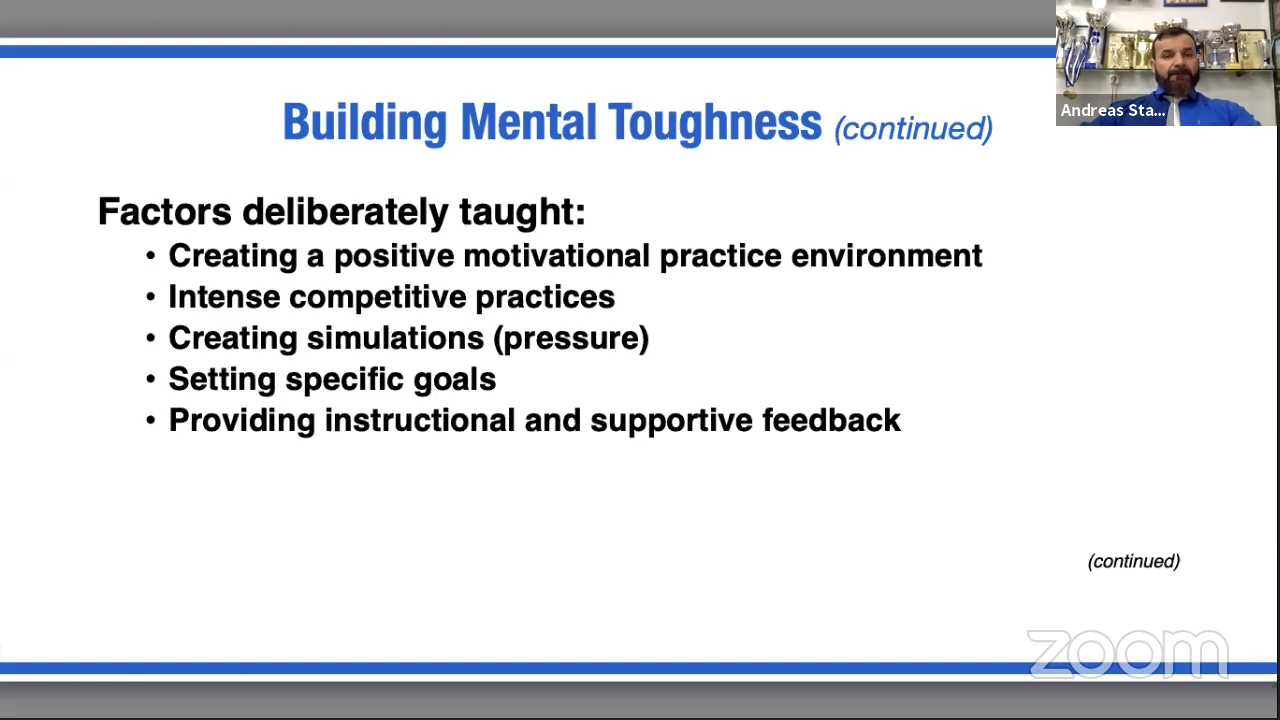 Andreas Sta...
Building Mental Toughness (continued)
Factors deliberately taught:
• Creating a positive motivational practice environment
• Intense competitive practices
• Creating simulations (pressure)
• Setting specific goals
• Providing instructional and supportive feedback
(continued)
zoom